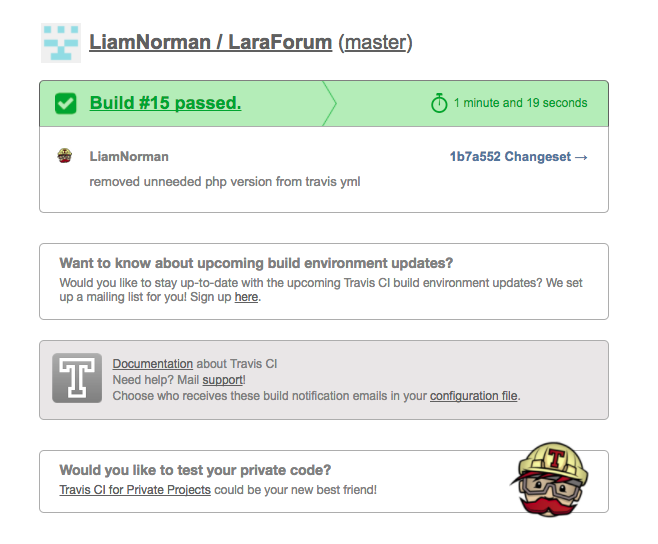 LiamNorman / LaraForum (master)
Build #15 passed.
1 minute and 19 seconds
LiamNorman
1b7a552 Changeset →
removed unneeded php version from travis yml
Want to know about upcoming build environment updates?
Would you like to stay up-to-date with the upcoming Travis CI build environment updates? We set
up a mailing list for you! Sign up here.
T
Documentation about Travis CI
Need help? Mail support!
Choose who receives these build notification emails in your configuration file.
Would you like to test your private code?
Travis CI for Private Projects could be your new best friend!
T